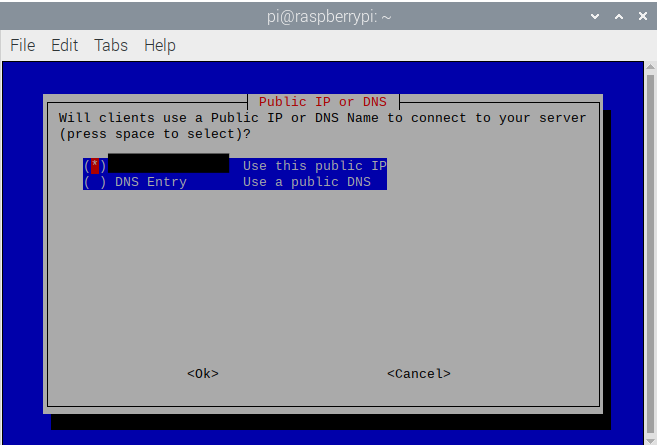 pi@raspberrypi: ~
File Edit Tabs Help
Public IP or DNS
Will clients use a Public IP or DNS Name to connect to your server
(press space to select)?
(*) Use this public IP
( ) DNS Entry Use a public DNS
<Ok> <Cancel>